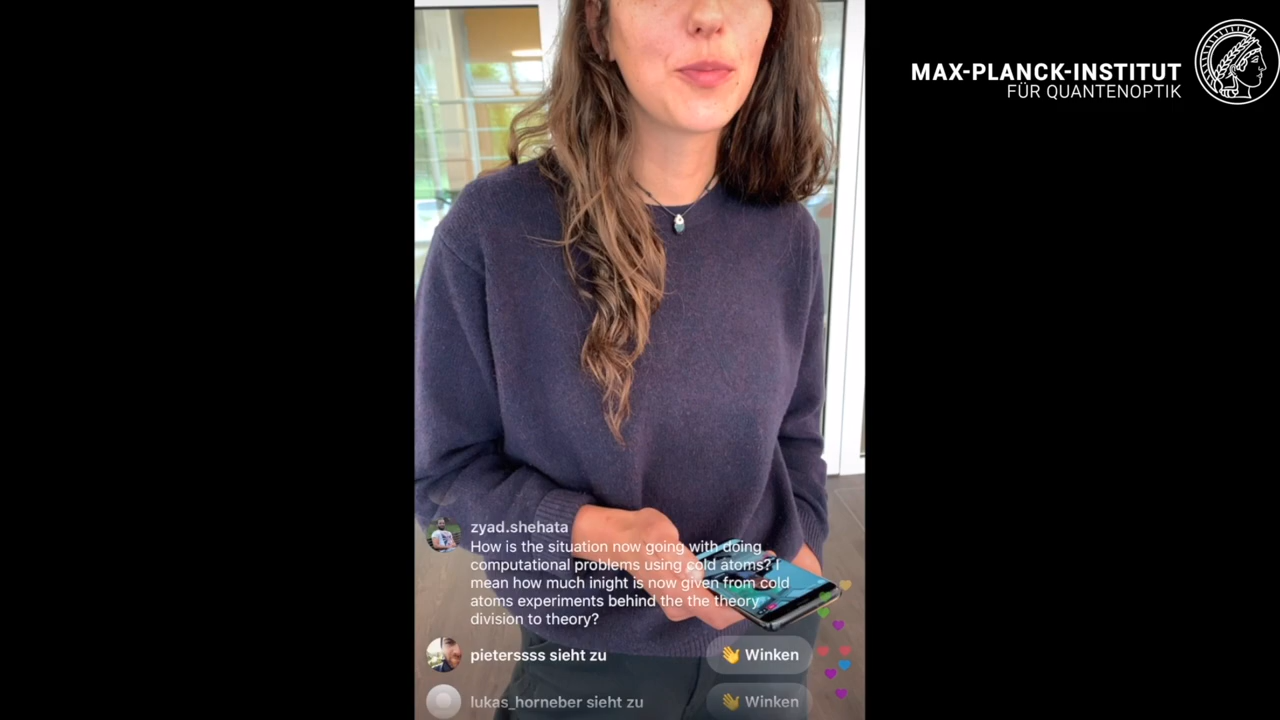 MAX-PLANCK-INSTITUT
FÜR QUANTENOPTIK
zyad.shehata
How is the situation now going with doing
computational problems using cold atoms? I
mean how much inight is now given from cold
atoms experiments behind the the theory
division to theory?
pieterssss sieht zu
👋 Winken
lukas_horneber sieht zu
👋 Winken